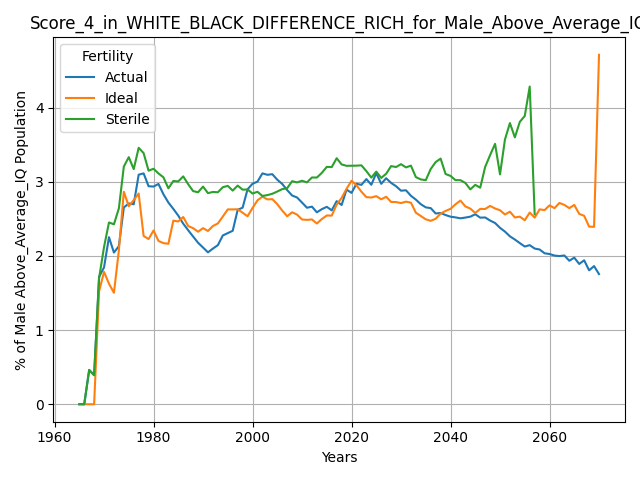 Score_4_in_WHITE_BLACK_DIFFERENCE_RICH_for_Male_Above_Average_IQ
Fertility
Actual
Ideal
Sterile
% of Male Above_Average_IQ Population
4
3
2
1
0
1960 1980 2000 2020 2040 2060
Years